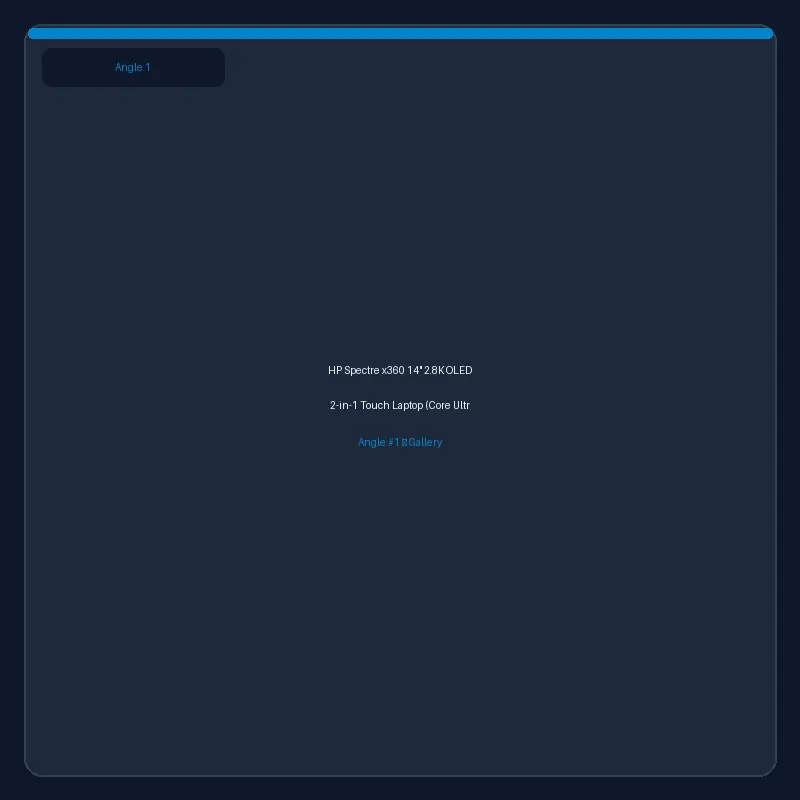 Angle 1
HP Spectre x360 14" 2.8K OLED
2-in-1 Touch Laptop (Core Ultr
Angle #1 Gallery